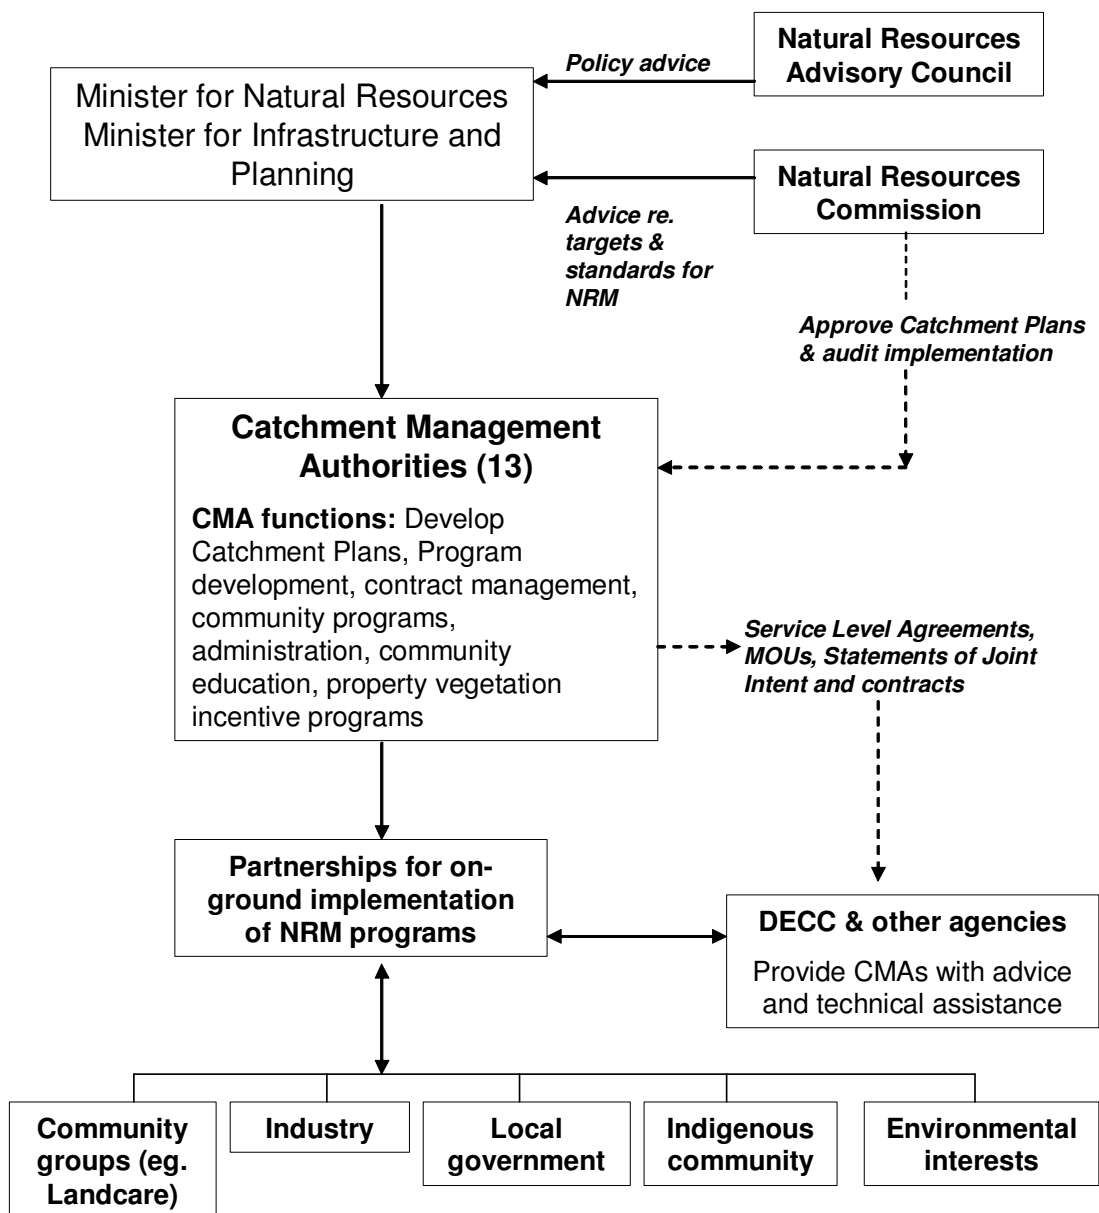 Natural Resources
Advisory Council
Policy advice
Minister for Natural Resources
Minister for Infrastructure and
Planning
Natural Resources
Commission
Advice re.
targets &
standards for
NRM
Approve Catchment Plans
& audit implementation
Catchment Management
Authorities (13)
CMA functions: Develop
Catchment Plans, Program
development, contract management,
community programs,
administration, community
education, property vegetation
incentive programs
Service Level Agreements,
MOUs, Statements of Joint
Intent and contracts
Partnerships for on-
ground implementation
of NRM programs
DECC & other agencies
Provide CMAs with advice
and technical assistance
Community
groups (eg.
Landcare)
Industry
Local
government
Indigenous
community
Environmental
interests